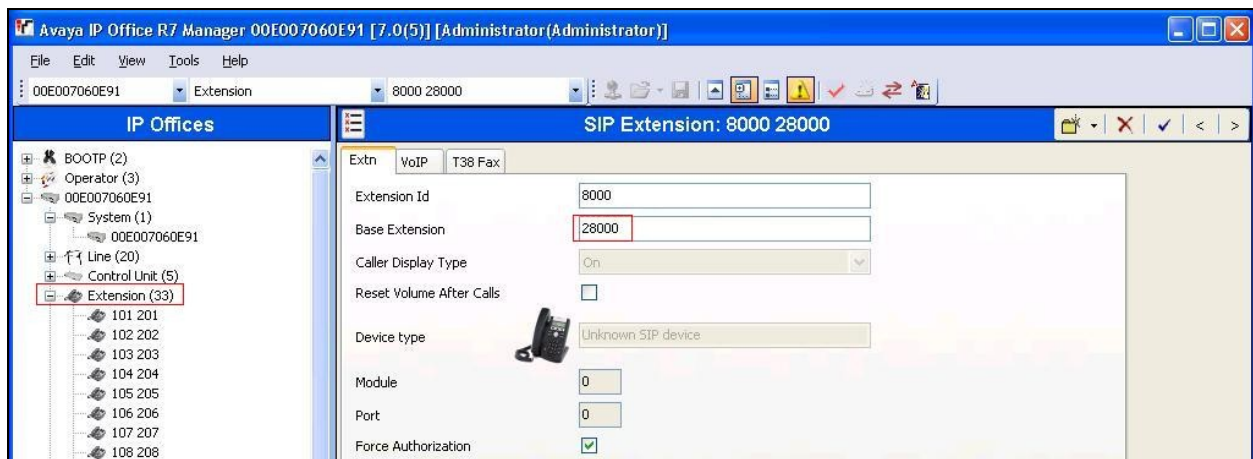 Avaya IP Office R7 Manager 00E007060E91 [7.0(5)] [Administrator(Administrator)]
File Edit View Tools Help
00E007060E91 Extension 8000 28000
IP Offices
BOOTP (2)
Operator (3)
00E007060E91
System (1)
00E007060E91
Line (20)
Control Unit (5)
Extension (33)
101 201
102 202
103 203
104 204
105 205
106 206
107 207
108 208
SIP Extension: 8000 28000
Extn VoIP T38 Fax
Extension Id 8000
Base Extension 28000
Caller Display Type On
Reset Volume After Calls
Device type Unknown SIP device
Module 0
Port 0
Force Authorization